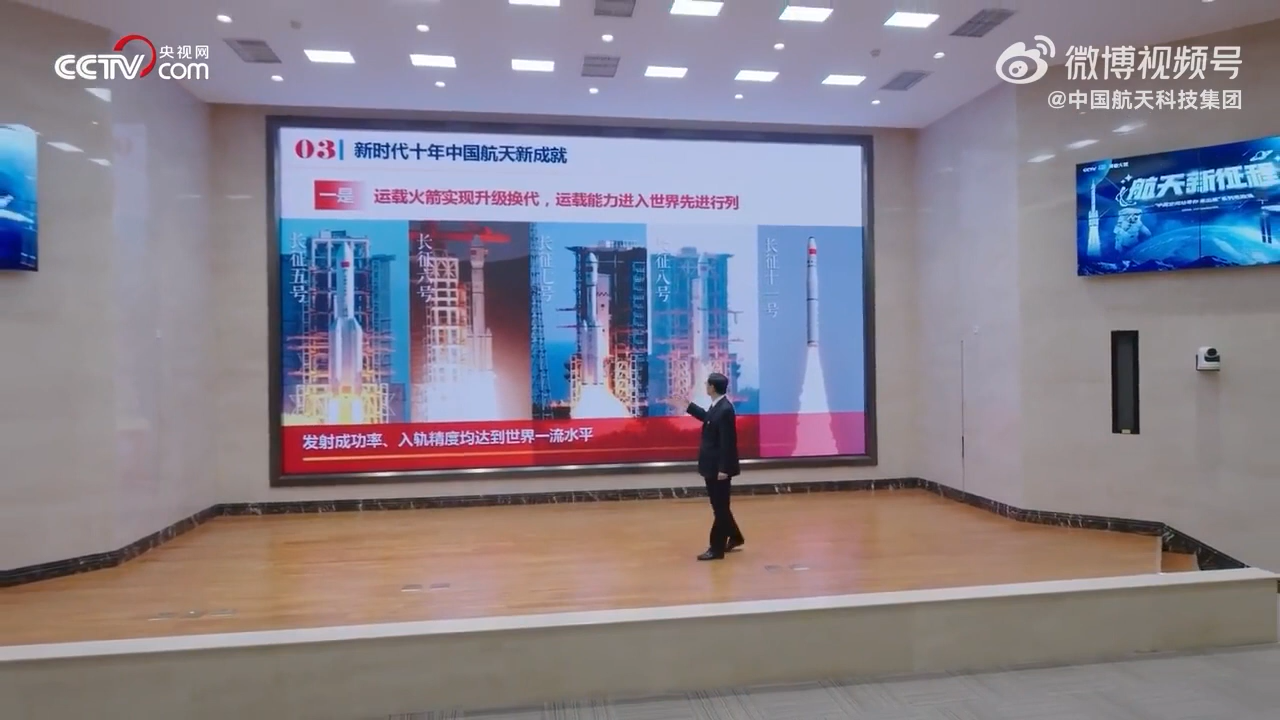 CCTV.com 央视网
微博视频号
@中国航天科技集团
03 新时代十年中国航天新成就
一是 运载火箭实现升级换代，运载能力进入世界先进行列
长征五号
长征六号
长征七号
长征八号
长征十一号
发射成功率、入轨精度均达到世界一流水平
CCTV
航天新征程